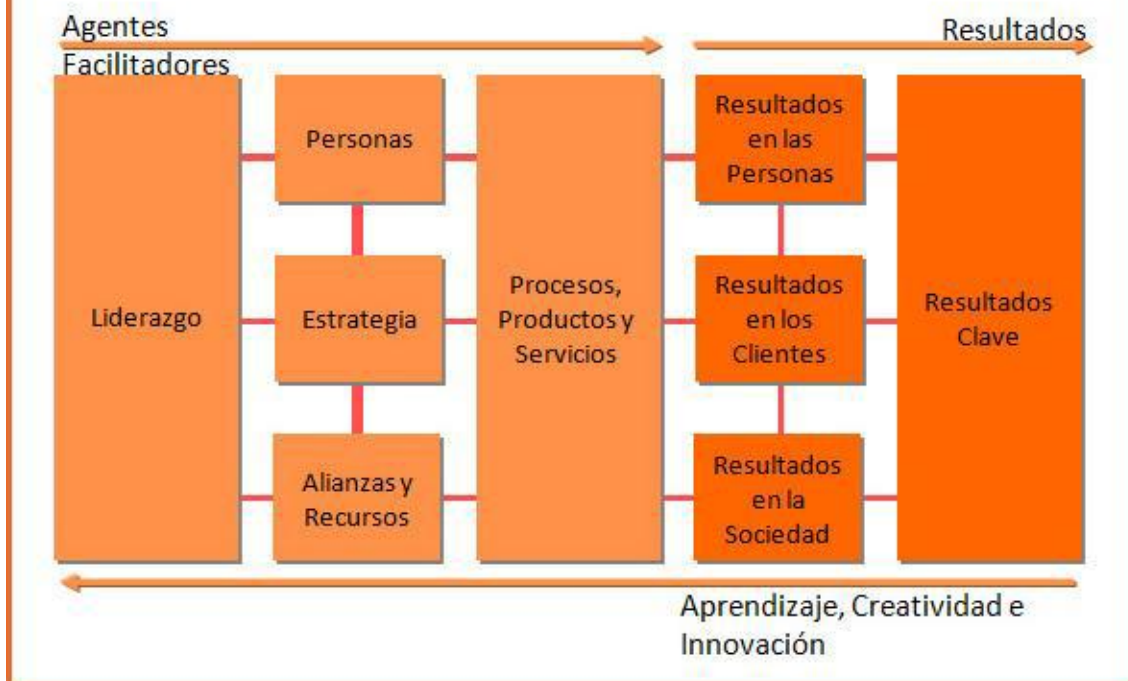 Agentes
Facilitadores
Resultados
Liderazgo
Personas
Estrategia
Alianzas y
Recursos
Procesos,
Productos y
Servicios
Resultados
en las
Personas
Resultados
en los
Clientes
Resultados
en la
Sociedad
Resultados
Clave
Aprendizaje, Creatividad e
Innovación